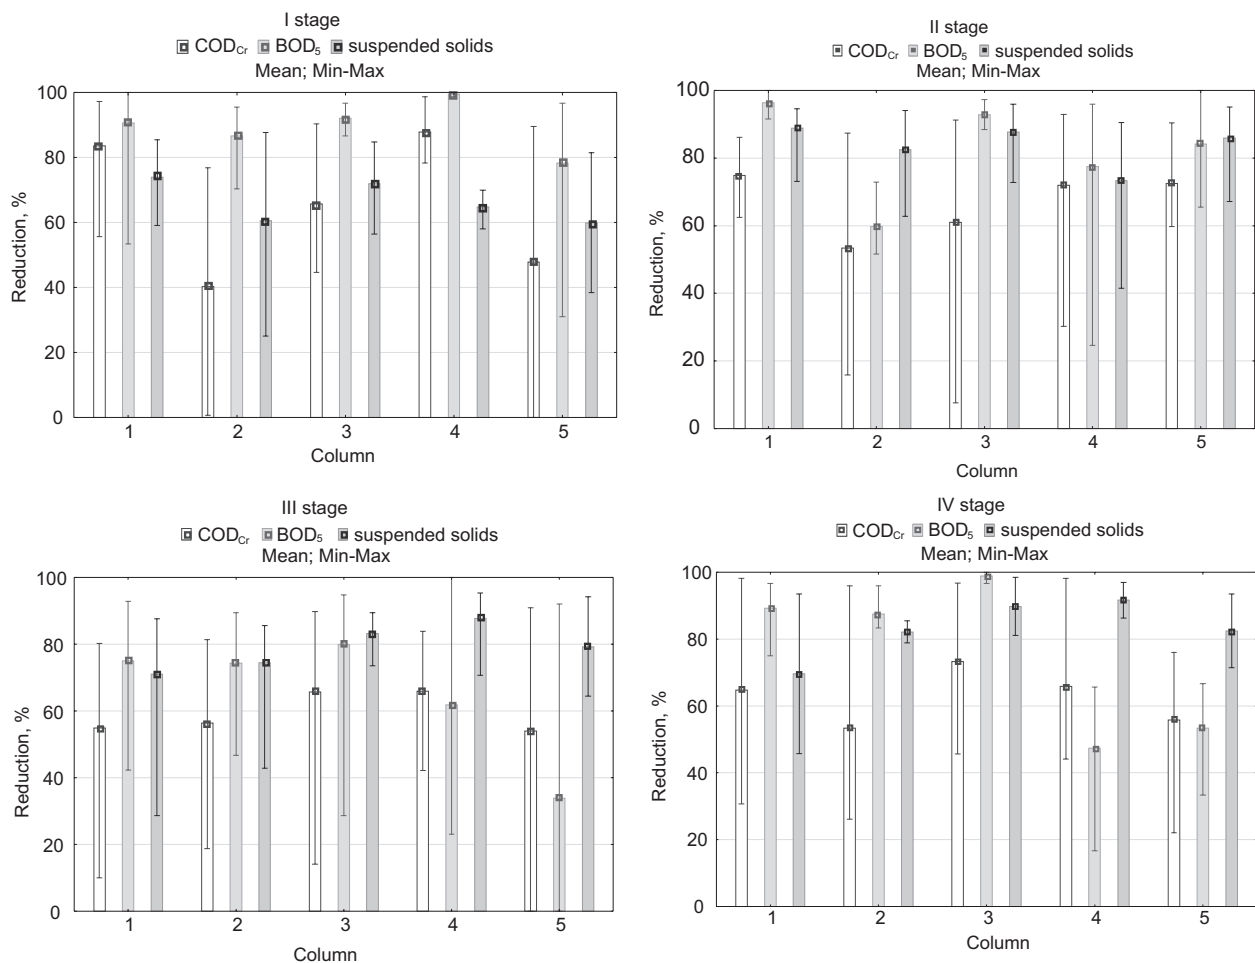 I stage
COD_Cr BOD_5 suspended solids
Mean; Min-Max
Reduction, %
100
80
60
40
20
0
1 2 3 4 5
Column
II stage
COD_Cr BOD_5 suspended solids
Mean; Min-Max
Reduction, %
100
80
60
40
20
0
1 2 3 4 5
Column
III stage
COD_Cr BOD_5 suspended solids
Mean; Min-Max
Reduction, %
100
80
60
40
20
0
1 2 3 4 5
Column
IV stage
COD_Cr BOD_5 suspended solids
Mean; Min-Max
Reduction, %
100
80
60
40
20
0
1 2 3 4 5
Column